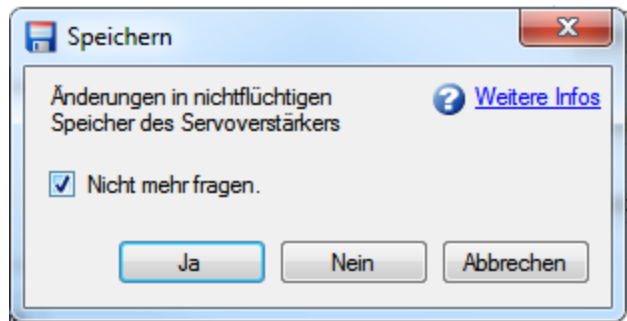 Speichern
Änderungen in nichtflüchtigen
Weitere Infos
Speicher des Servoverstärkers
Nicht mehr fragen.
Ja
Nein
Abbrechen